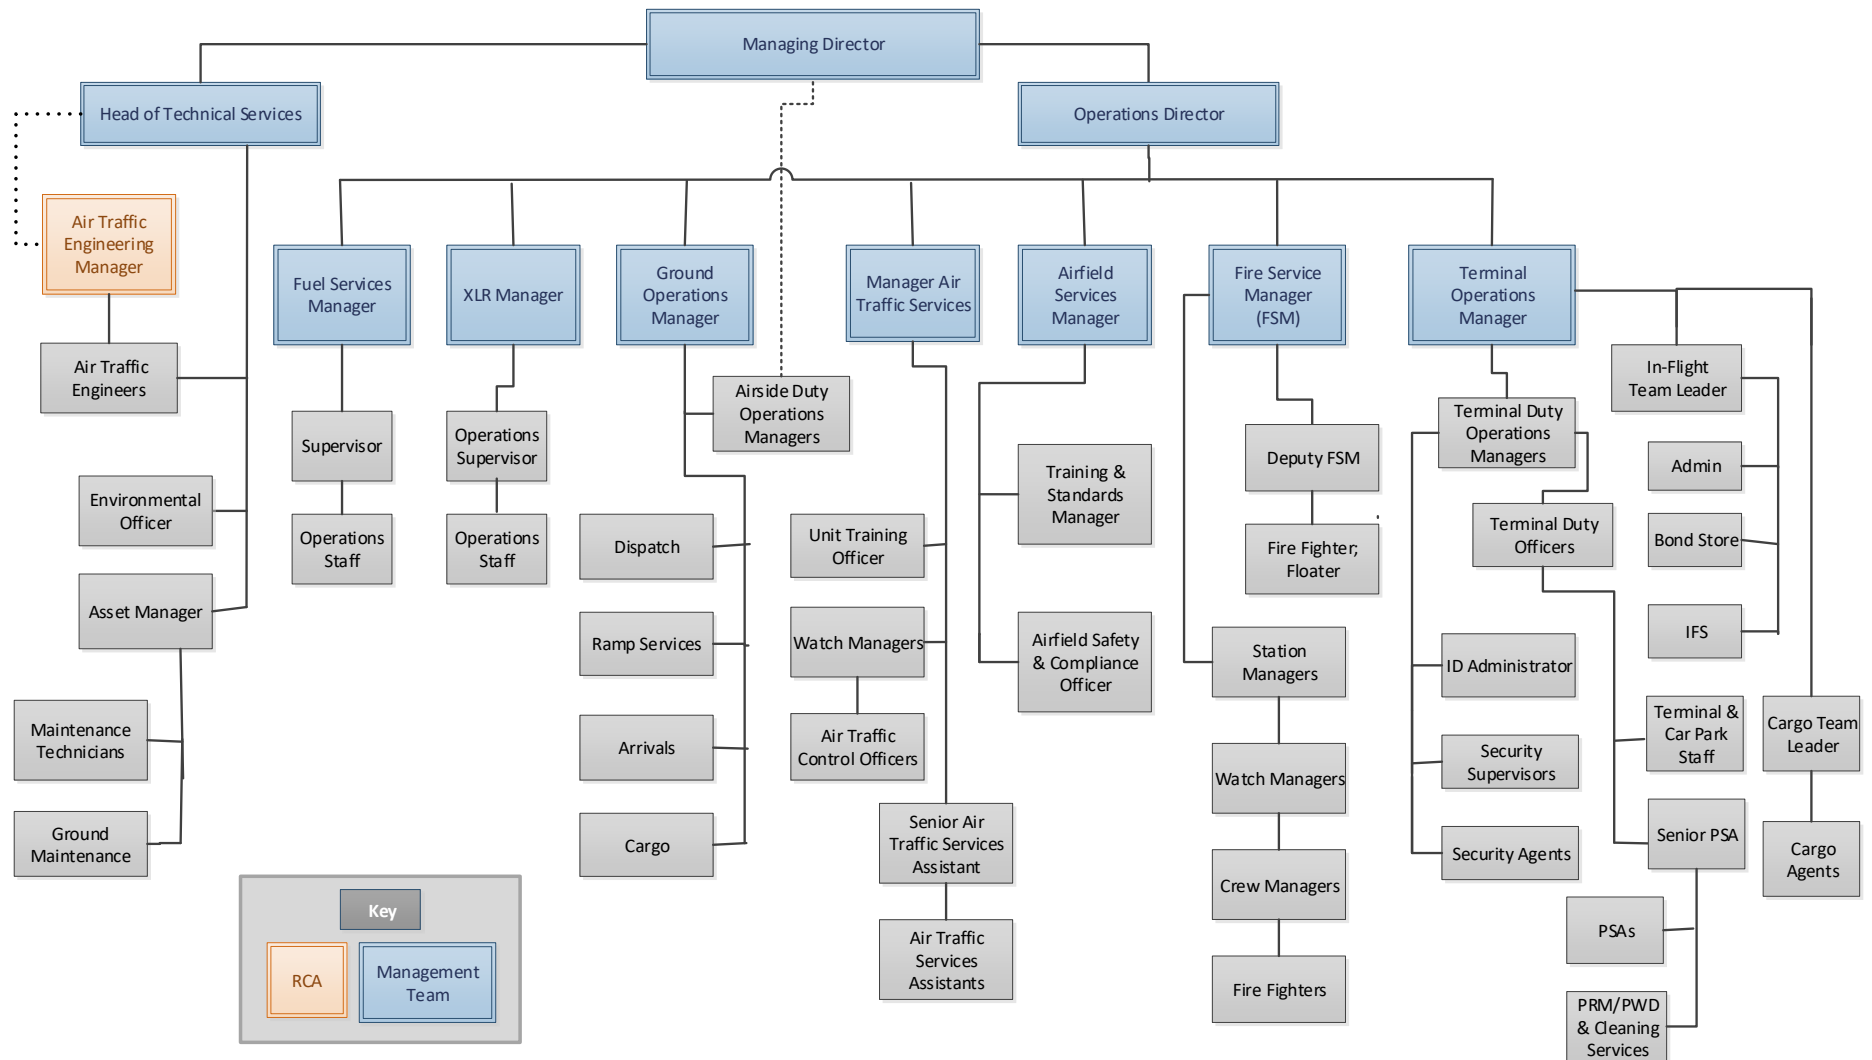 Managing Director
Head of Technical Services
Operations Director
Air Traffic
Engineering
Manager
Fuel Services
Manager
XLR Manager
Ground
Operations
Manager
Manager Air
Traffic Services
Airfield
Services
Manager
Fire Service
Manager
(FSM)
Terminal
Operations
Manager
Air Traffic
Engineers
In-Flight
Team Leader
Airside Duty
Operations
Managers
Terminal Duty
Operations
Managers
Supervisor
Operations
Supervisor
Deputy FSM
Admin
Training &
Standards
Manager
Environmental
Officer
Operations
Staff
Operations
Staff
Dispatch
Unit Training
Officer
Fire Fighter;
Floater
Terminal Duty
Officers
Bond Store
Asset Manager
Ramp Services
Watch Managers
Airfield Safety
& Compliance
Officer
Station
Managers
ID Administrator
IFS
Maintenance
Technicians
Arrivals
Air Traffic
Control Officers
Watch Managers
Security
Supervisors
Terminal &
Car Park
Staff
Cargo Team
Leader
Ground
Maintenance
Cargo
Senior Air
Traffic Services
Assistant
Crew Managers
Security Agents
Senior PSA
Cargo
Agents
Key
RCA
Management
Team
Air Traffic
Services
Assistants
Fire Fighters
PSAs
PRM/PWD
& Cleaning
Services